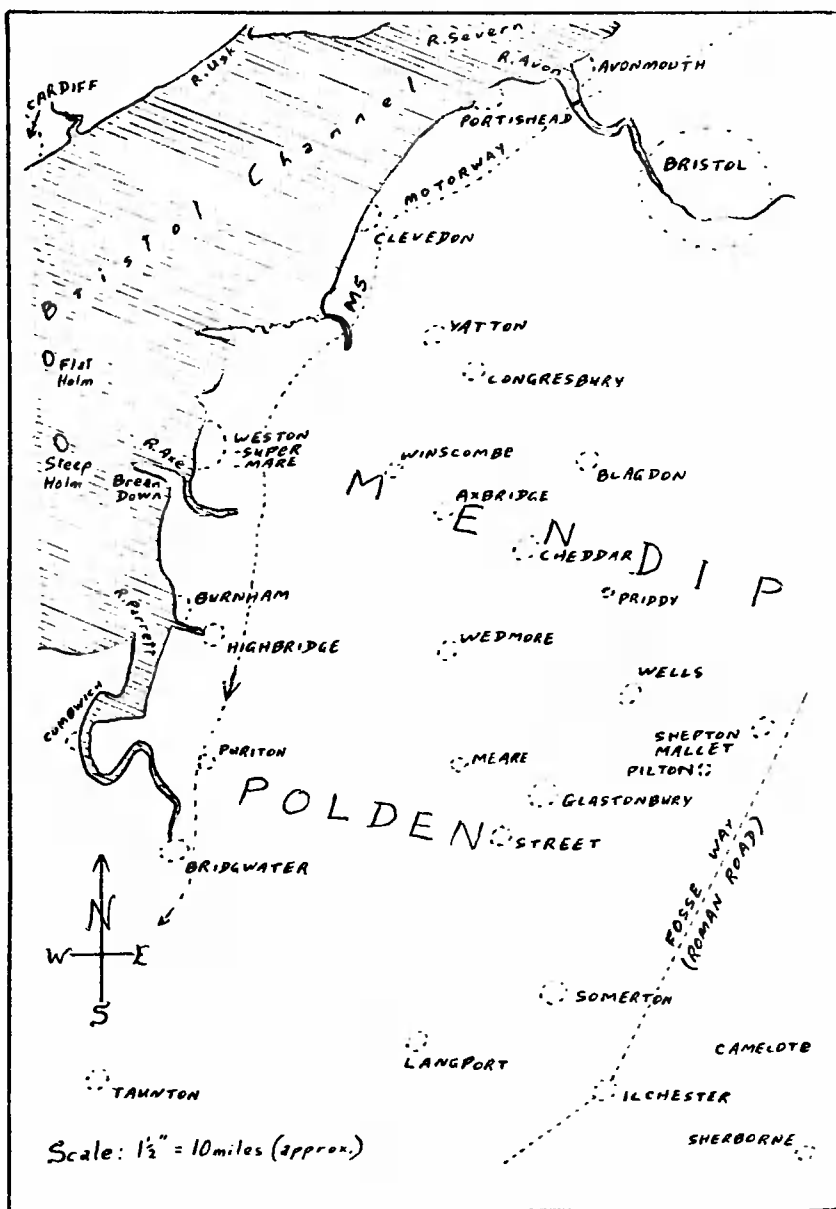 R. Severn
R. Usk
R. Avon
AVONMOUTH
CARDIFF
PORTISHEAD
BRISTOL
Bristol Channel
MOTORWAY
CLEVEDON
M5
YATTON
CONGRESBURY
Flat
Holm
WESTON
-SUPER
MARE
R. Axe
WINSCOMBE
BLAGDON
Steep
Holm
Brean
Down
MENDIP
AXBRIDGE
CHEDDAR
PRIDDY
BURNHAM
R. Parrett
HIGHBRIDGE
WEDMORE
WELLS
COMBWICH
SHEPTON
MALLET
PURITON
MEARE
PILTON
POLDEN
GLASTONBURY
STREET
BRIDGWATER
FOSSE WAY
(ROMAN ROAD)
N
W E
S
SOMERTON
LANGPORT
CAMELOTE
TAUNTON
ILCHESTER
SHERBORNE
Scale: 1½" = 10 miles (approx.)